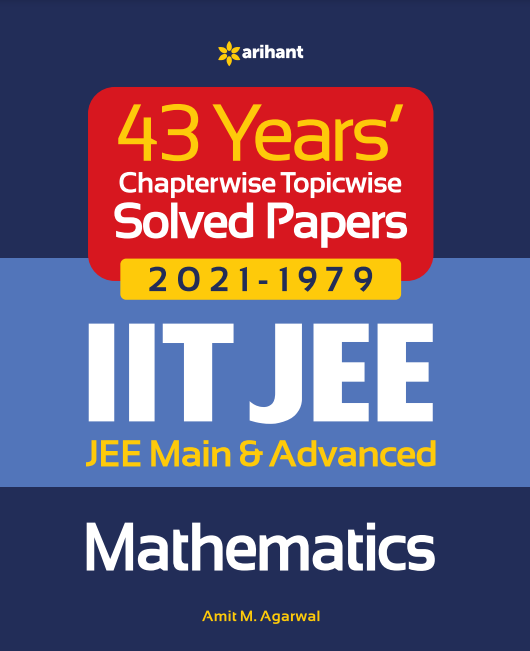 arihant
43 Years'
Chapterwise Topicwise
Solved Papers
2021-1979
IIT JEE
JEE Main & Advanced
Mathematics
Amit M. Agarwal